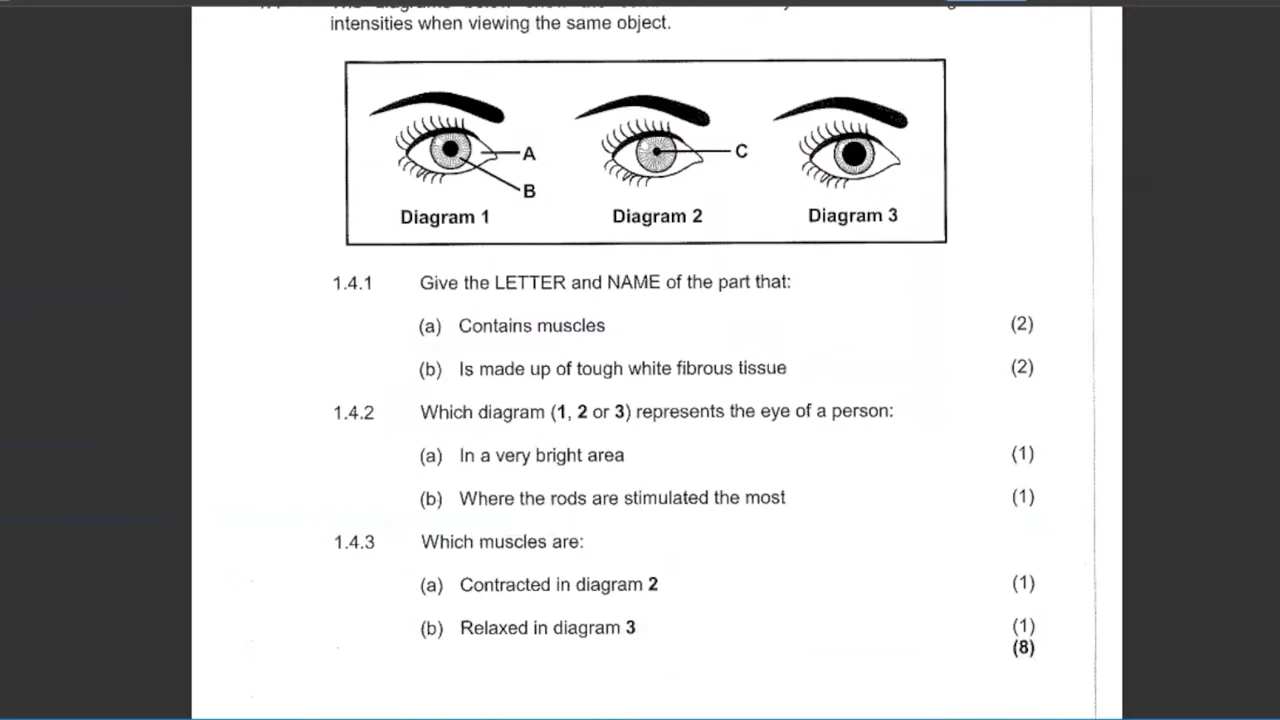 intensities when viewing the same object.
A
B
C
Diagram 1 Diagram 2 Diagram 3
1.4.1 Give the LETTER and NAME of the part that:
(a) Contains muscles (2)
(b) Is made up of tough white fibrous tissue (2)
1.4.2 Which diagram (1, 2 or 3) represents the eye of a person:
(a) In a very bright area (1)
(b) Where the rods are stimulated the most (1)
1.4.3 Which muscles are:
(a) Contracted in diagram 2 (1)
(b) Relaxed in diagram 3 (1)
(8)